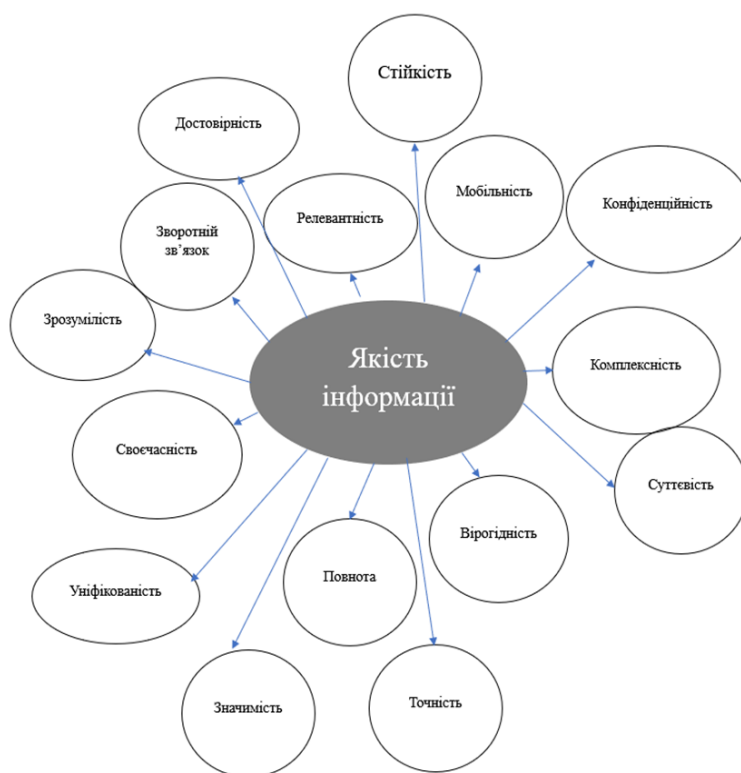 Стійкість
Достовірність
Мобільність
Конфіденційність
Релевантність
Зворотній
зв’язок
Зрозумілість
Якість
інформації
Комплексність
Своєчасність
Суттєвість
Вірогідність
Повнота
Уніфікованість
Значимість
Точність